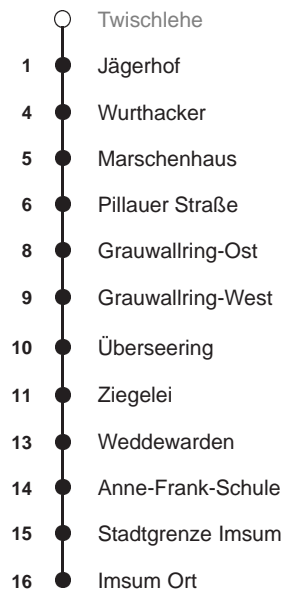 Twischlehe
1 Jägerhof
4 Wurthacker
5 Marschenhaus
6 Pillauer Straße
8 Grauwallring-Ost
9 Grauwallring-West
10 Überseering
11 Ziegelei
13 Weddewarden
14 Anne-Frank-Schule
15 Stadtgrenze Imsum
16 Imsum Ort